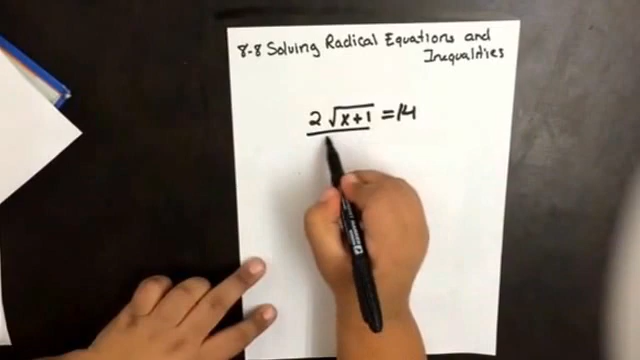 8-8 Solving Radical Equations and
Inequalities
2 √x+1 = 14